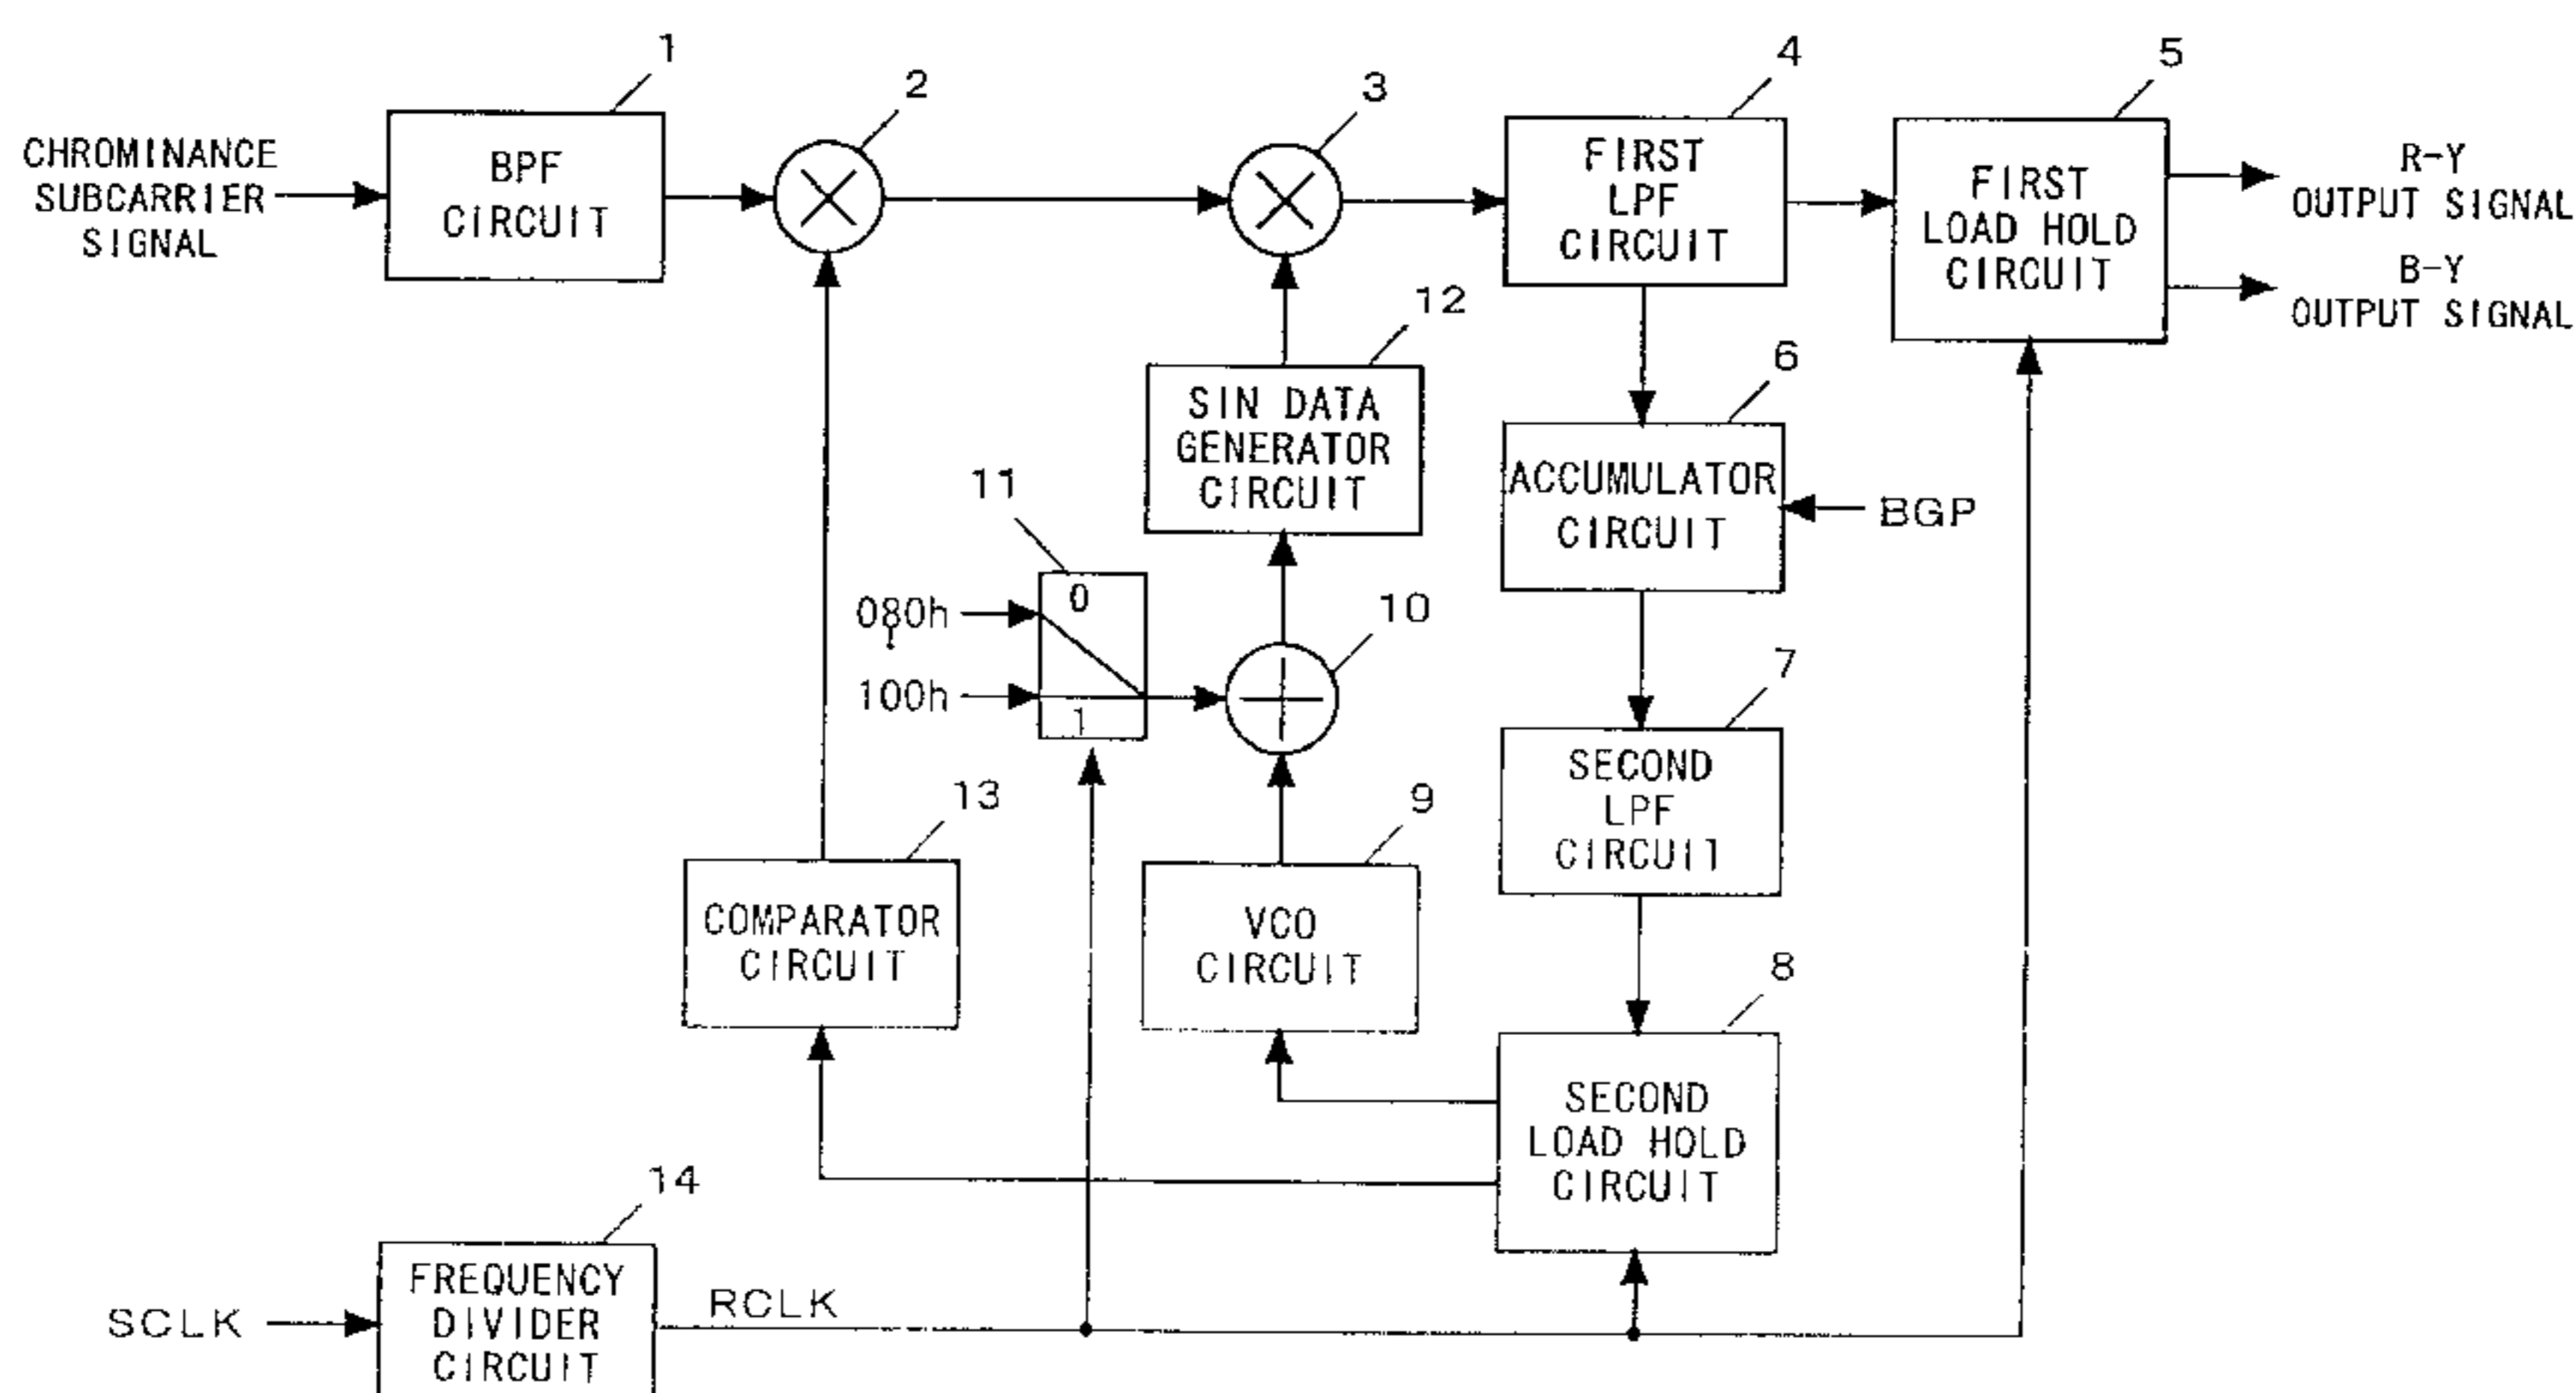 1
2
3
4
5
CHROMINANCE
SUBCARRIER
SIGNAL
BPF
CIRCUIT
FIRST
LPF
CIRCUIT
FIRST
LOAD HOLD
CIRCUIT
R-Y
OUTPUT SIGNAL
B-Y
OUTPUT SIGNAL
12
SIN DATA
GENERATOR
CIRCUIT
6
ACCUMULATOR
CIRCUIT
BGP
11
080h
0
100h
1
10
7
SECOND
LPF
CIRCUIT
13
COMPARATOR
CIRCUIT
9
VCO
CIRCUIT
8
SECOND
LOAD HOLD
CIRCUIT
14
SCLK
FREQUENCY
DIVIDER
CIRCUIT
RCLK